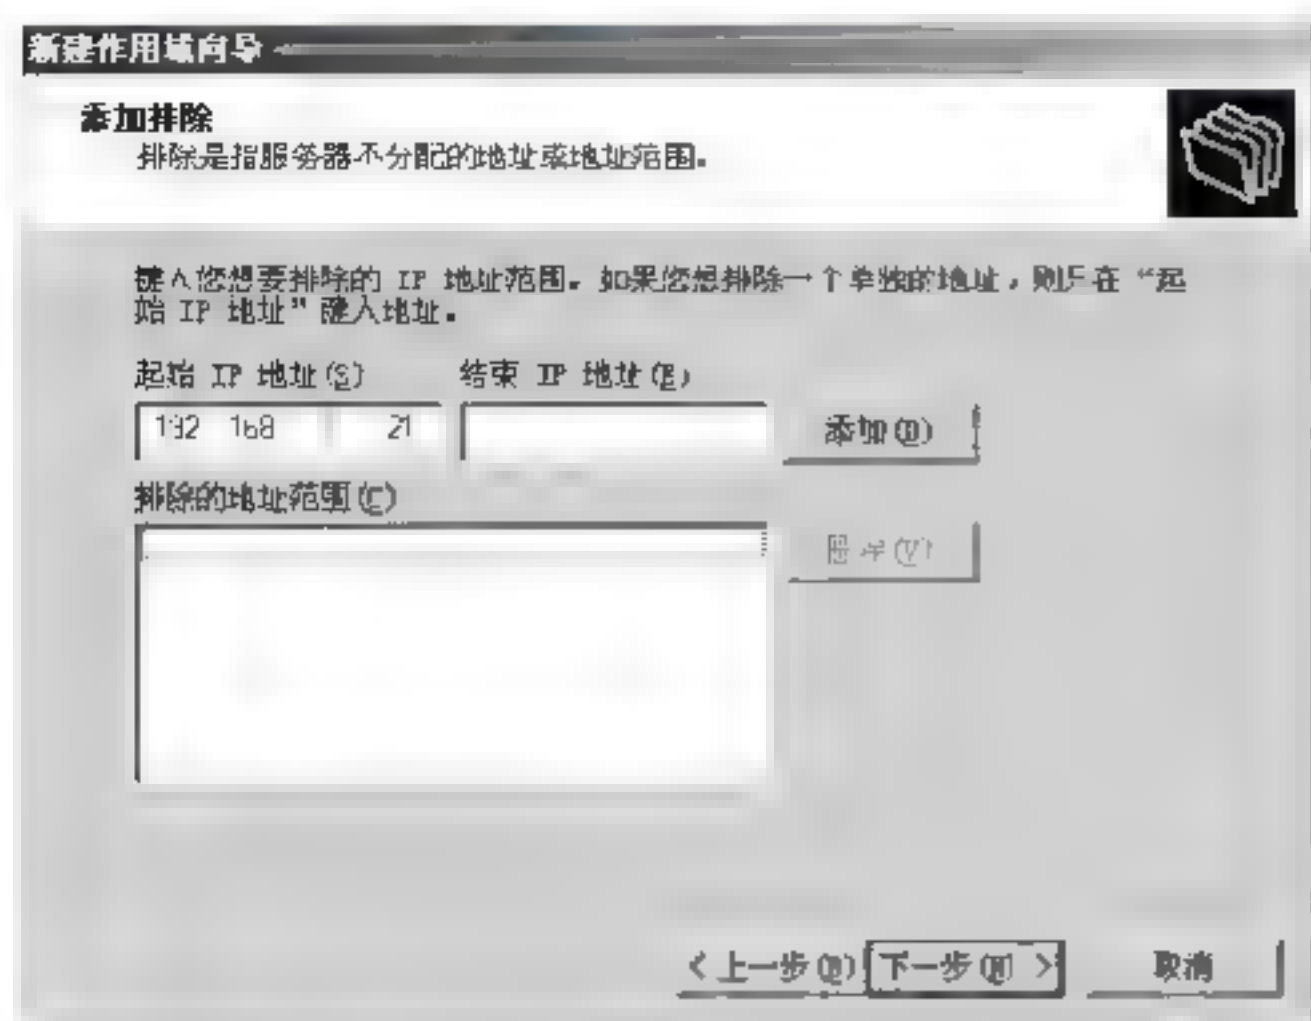 新建作用域向导
添加排除
排除是指服务器不分配的地址或地址范围。
键入您想要排除的 IP 地址范围。如果您想排除一个单独的地址，则只在“起
始 IP 地址”键入地址。
起始 IP 地址(S) 结束 IP 地址(E)
192 168 21 添加(D)
排除的地址范围(C)
删除(V)
< 上一步(B) 下一步(N) > 取消